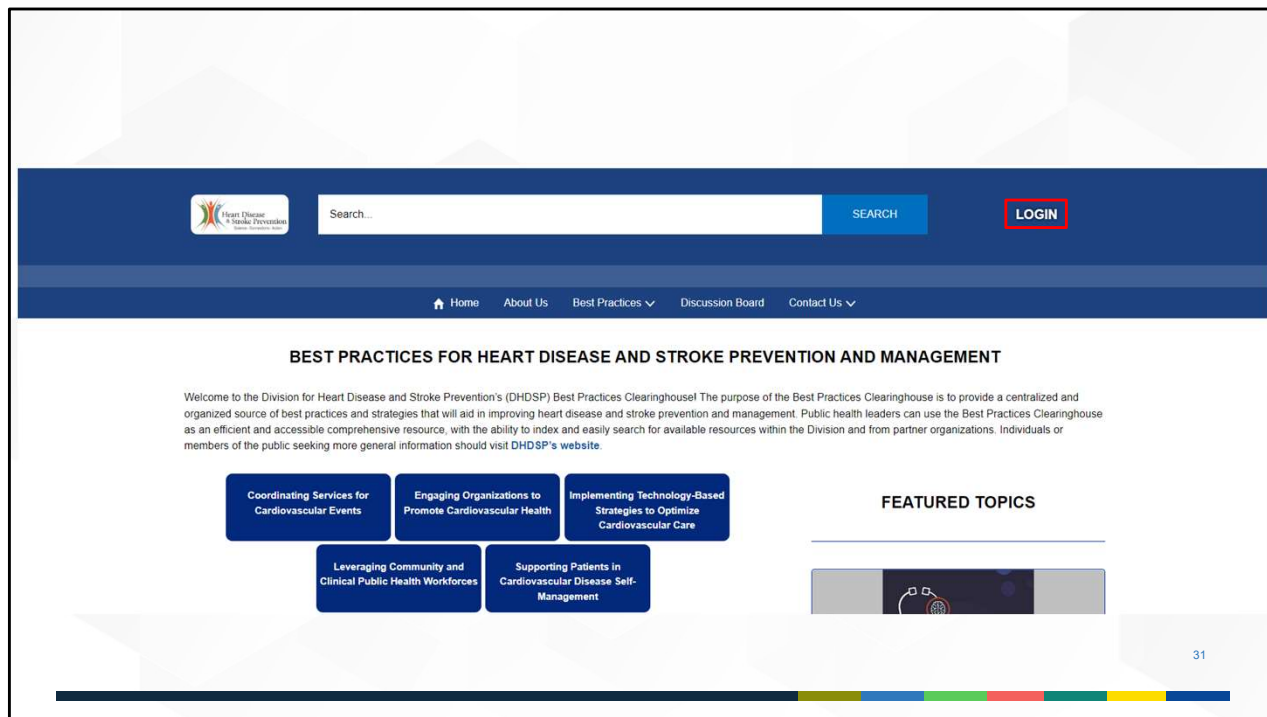 Heart Disease
& Stroke Prevention
Search...
SEARCH
LOGIN
Home About Us Best Practices Discussion Board Contact Us
BEST PRACTICES FOR HEART DISEASE AND STROKE PREVENTION AND MANAGEMENT
Welcome to the Division for Heart Disease and Stroke Prevention's (DHDSP) Best Practices Clearinghouse! The purpose of the Best Practices Clearinghouse is to provide a centralized and
organized source of best practices and strategies that will aid in improving heart disease and stroke prevention and management. Public health leaders can use the Best Practices Clearinghouse
as an efficient and accessible comprehensive resource, with the ability to index and easily search for available resources within the Division and from partner organizations. Individuals or
members of the public seeking more general information should visit DHDSP's website.
Coordinating Services for
Cardiovascular Events
Engaging Organizations to
Promote Cardiovascular Health
Implementing Technology-Based
Strategies to Optimize
Cardiovascular Care
Leveraging Community and
Clinical Public Health Workforces
Supporting Patients in
Cardiovascular Disease Self-
Management
FEATURED TOPICS
31